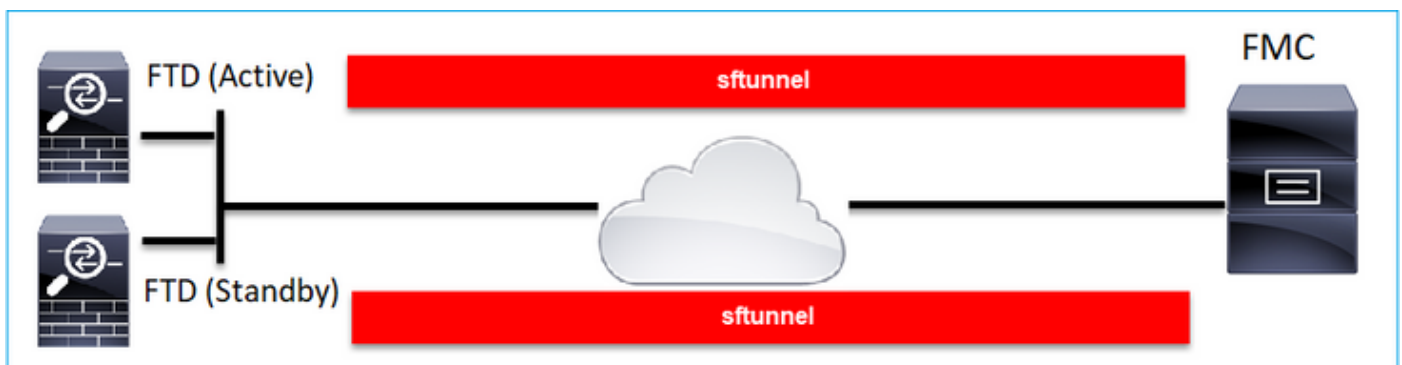 FTD (Active)
sftunnel
FMC
FTD (Standby)
sftunnel